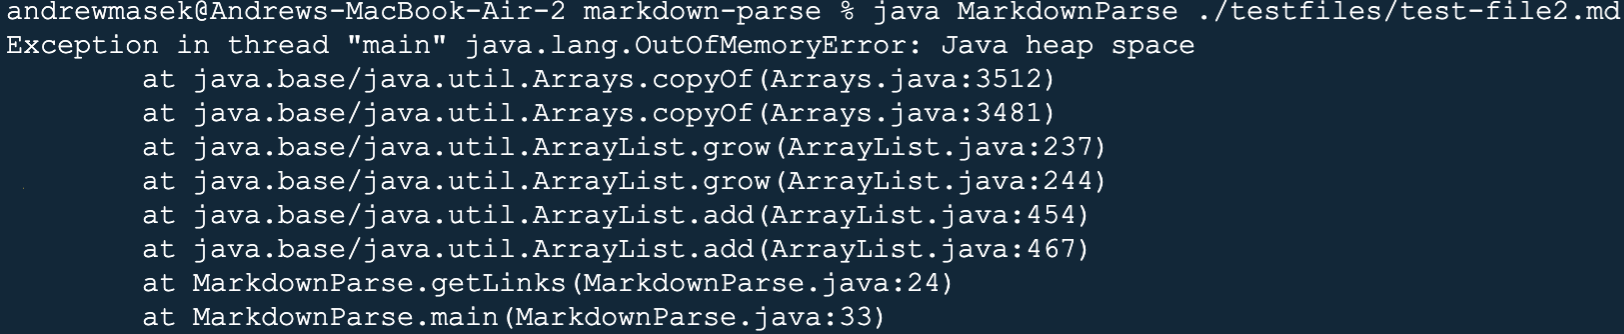 andrewmasek@Andrews-MacBook-Air-2 markdown-parse % java MarkdownParse ./testfiles/test-file2.md
Exception in thread "main" java.lang.OutOfMemoryError: Java heap space
        at java.base/java.util.Arrays.copyOf(Arrays.java:3512)
        at java.base/java.util.Arrays.copyOf(Arrays.java:3481)
        at java.base/java.util.ArrayList.grow(ArrayList.java:237)
        at java.base/java.util.ArrayList.grow(ArrayList.java:244)
        at java.base/java.util.ArrayList.add(ArrayList.java:454)
        at java.base/java.util.ArrayList.add(ArrayList.java:467)
        at MarkdownParse.getLinks(MarkdownParse.java:24)
        at MarkdownParse.main(MarkdownParse.java:33)